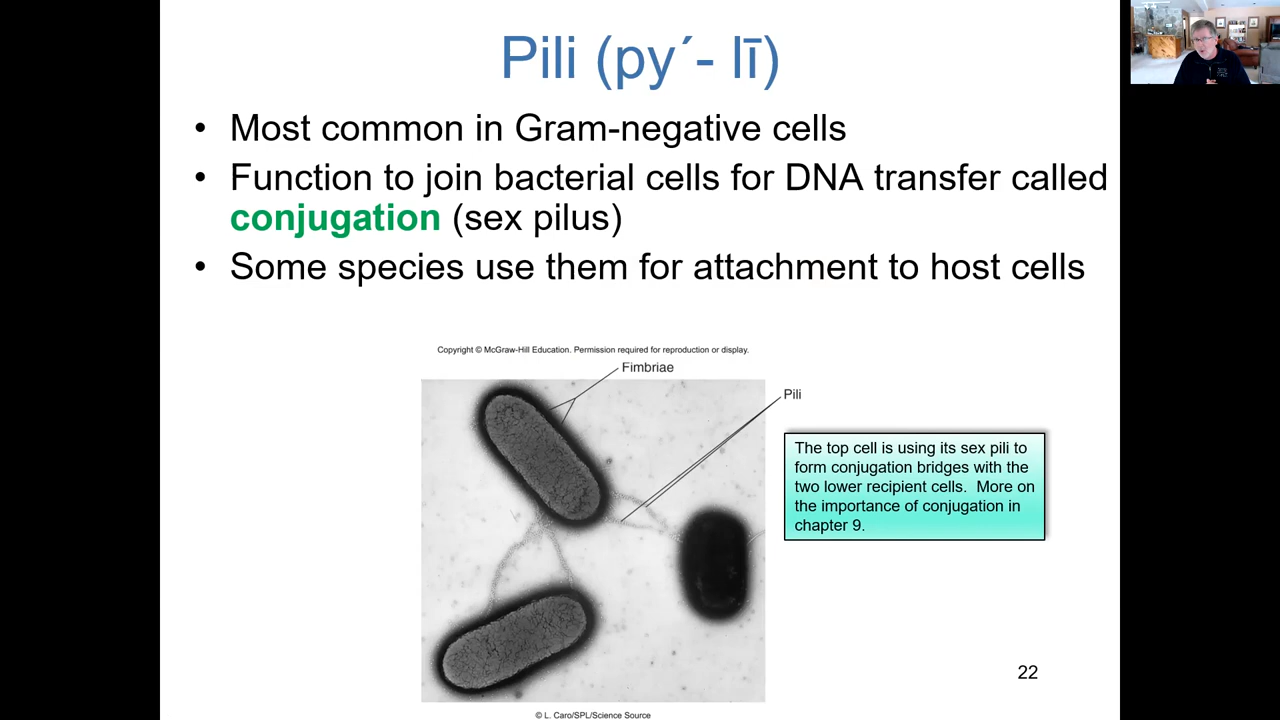 Pili (py´- lī)
• Most common in Gram-negative cells
• Function to join bacterial cells for DNA transfer called
conjugation (sex pilus)
• Some species use them for attachment to host cells
Copyright © McGraw-Hill Education. Permission required for reproduction or display.
Fimbriae
Pili
The top cell is using its sex pili to
form conjugation bridges with the
two lower recipient cells.  More on
the importance of conjugation in
chapter 9.
22
© L. Caro/SPL/Science Source